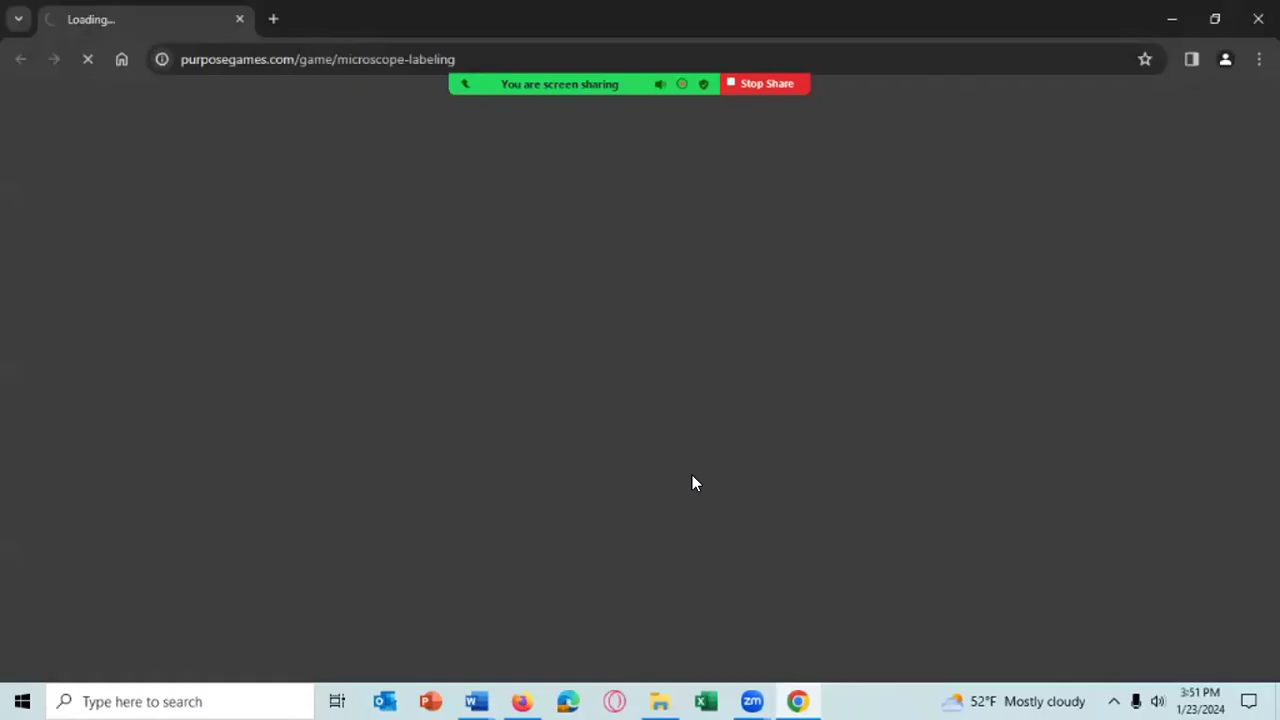 Loading...
purposegames.com/game/microscope-labeling
You are screen sharing
Stop Share
Type here to search
zm
52°F Mostly cloudy
3:51 PM
1/23/2024